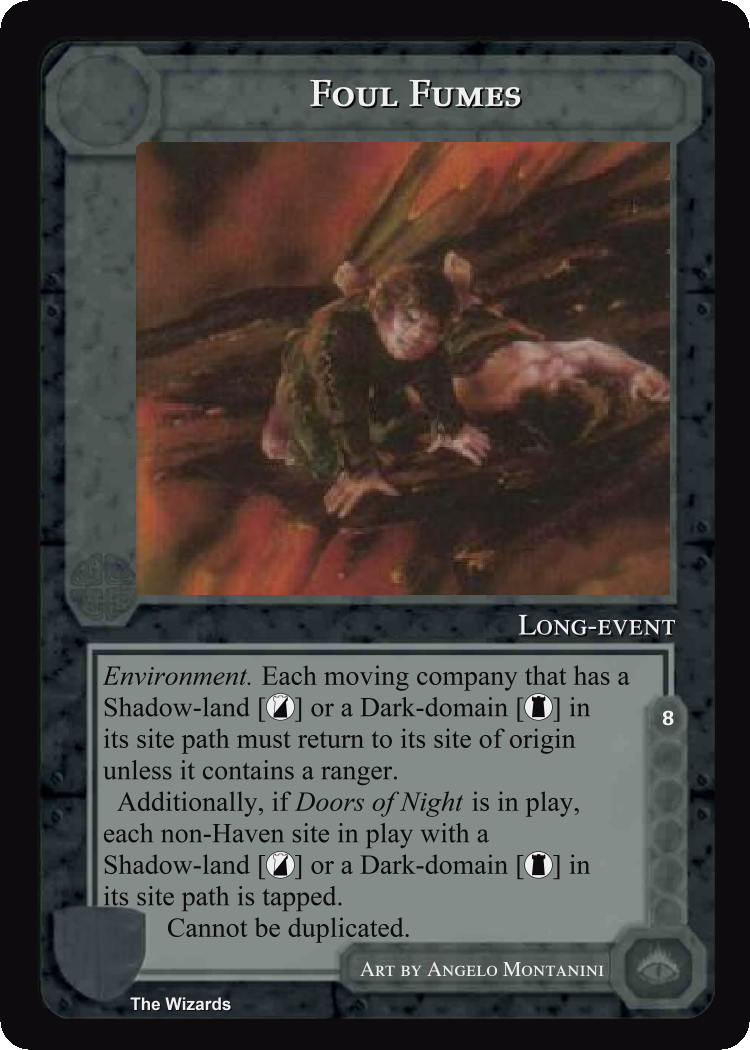 Foul Fumes
Long-event
Environment. Each moving company that has a
Shadow-land [] or a Dark-domain [] in
its site path must return to its site of origin
unless it contains a ranger.
Additionally, if Doors of Night is in play,
each non-Haven site in play with a
Shadow-land [] or a Dark-domain [] in
its site path is tapped.
Cannot be duplicated.
8
Art by Angelo Montanini
The Wizards